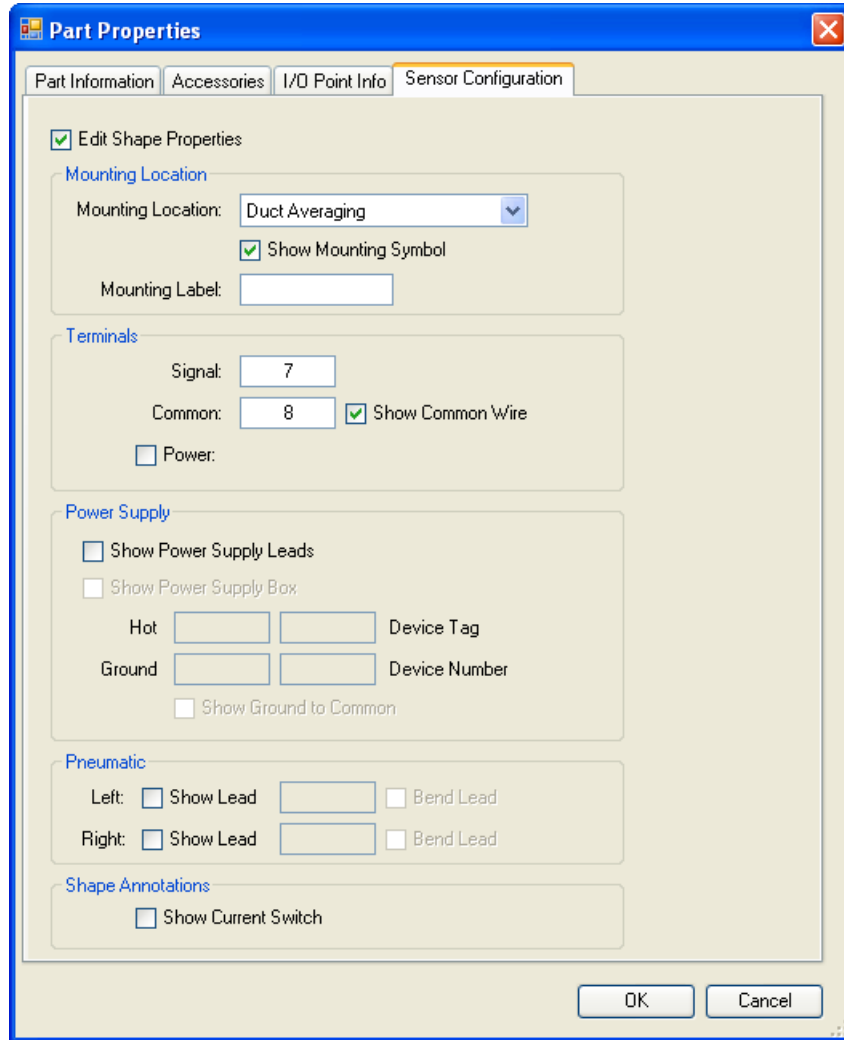 Part Properties
Part Information Accessories I/O Point Info Sensor Configuration
Edit Shape Properties
Mounting Location
Mounting Location: Duct Averaging
Show Mounting Symbol
Mounting Label:
Terminals
Signal: 7
Common: 8 Show Common Wire
Power:
Power Supply
Show Power Supply Leads
Show Power Supply Box
Hot Device Tag
Ground Device Number
Show Ground to Common
Pneumatic
Left: Show Lead Bend Lead
Right: Show Lead Bend Lead
Shape Annotations
Show Current Switch
OK Cancel